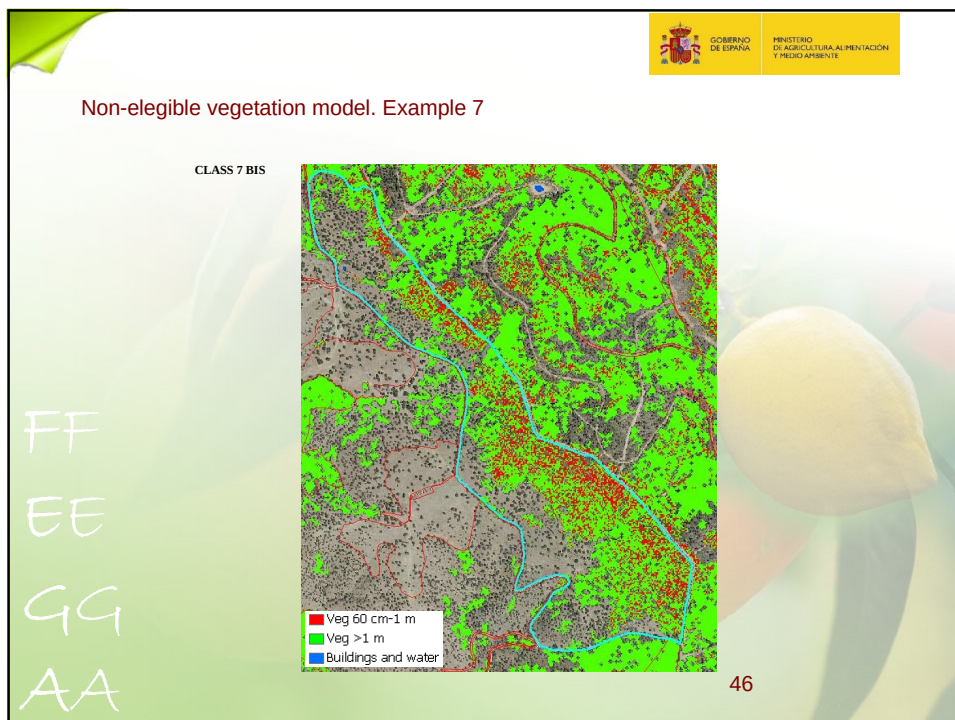 GOBIERNO
DE ESPAÑA
MINISTERIO
DE AGRICULTURA, ALIMENTACIÓN
Y MEDIO AMBIENTE
Non-elegible vegetation model. Example 7
CLASS 7 BIS
Veg 60 cm-1 m
Veg >1 m
Buildings and water
FF
EE
GG
AA
46